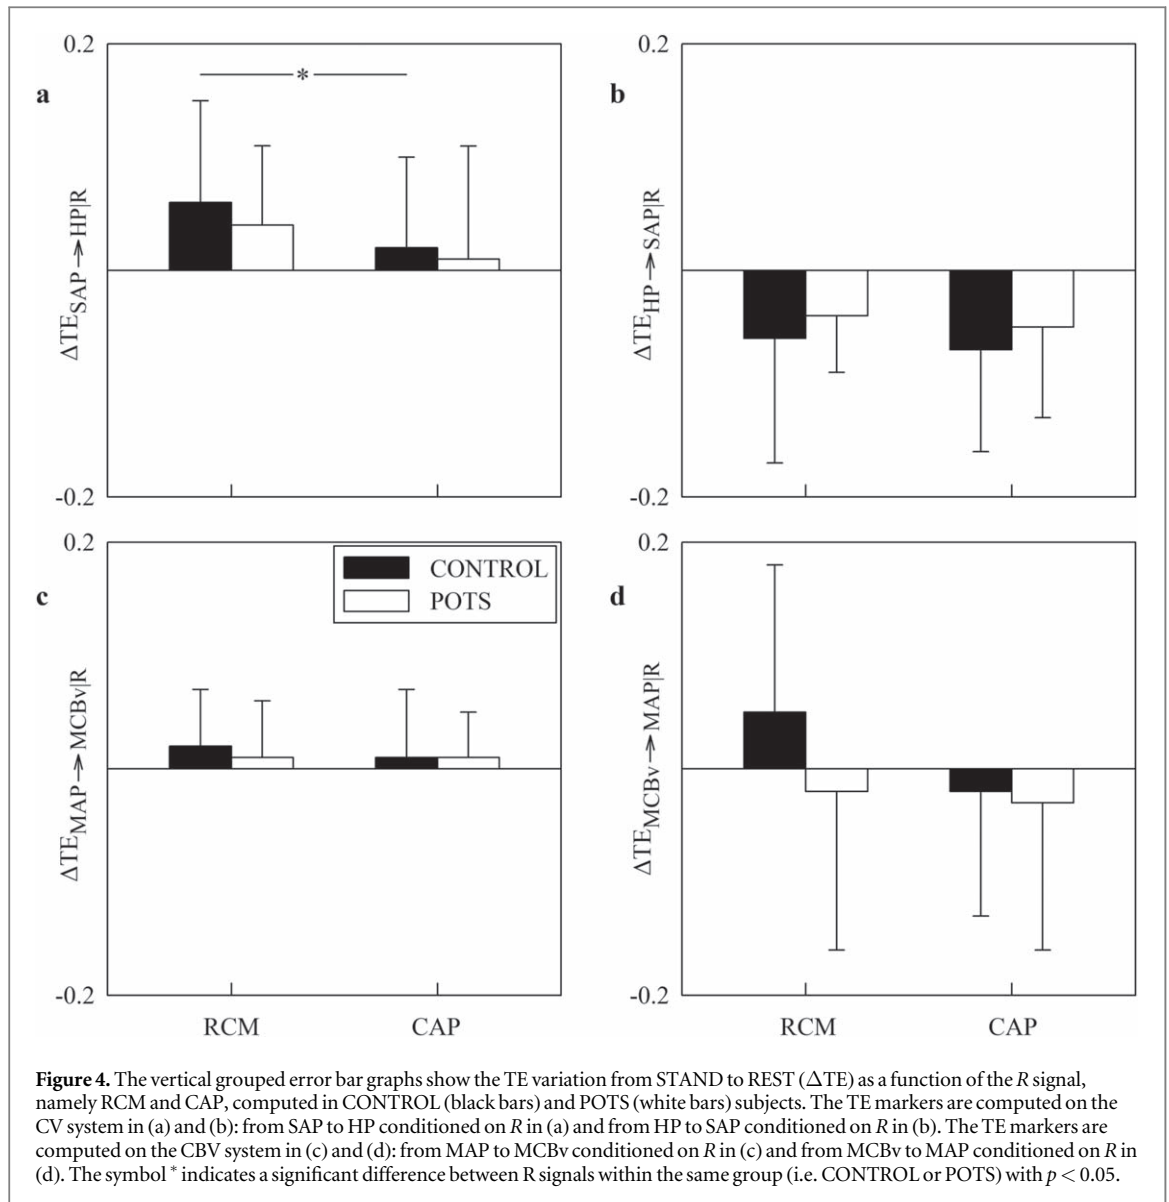 0.2
a
*
ΔTE_SAP→HP|R
-0.2
0.2
b
ΔTE_HP→SAP|R
-0.2
0.2
c
CONTROL
POTS
ΔTE_MAP→MCBv|R
-0.2
RCM CAP
0.2
d
ΔTE_MCBv→MAP|R
-0.2
RCM CAP
Figure 4. The vertical grouped error bar graphs show the TE variation from STAND to REST (ΔTE) as a function of the R signal,
namely RCM and CAP, computed in CONTROL (black bars) and POTS (white bars) subjects. The TE markers are computed on the
CV system in (a) and (b): from SAP to HP conditioned on R in (a) and from HP to SAP conditioned on R in (b). The TE markers are
computed on the CBV system in (c) and (d): from MAP to MCBv conditioned on R in (c) and from MCBv to MAP conditioned on R in
(d). The symbol * indicates a significant difference between R signals within the same group (i.e. CONTROL or POTS) with p < 0.05.